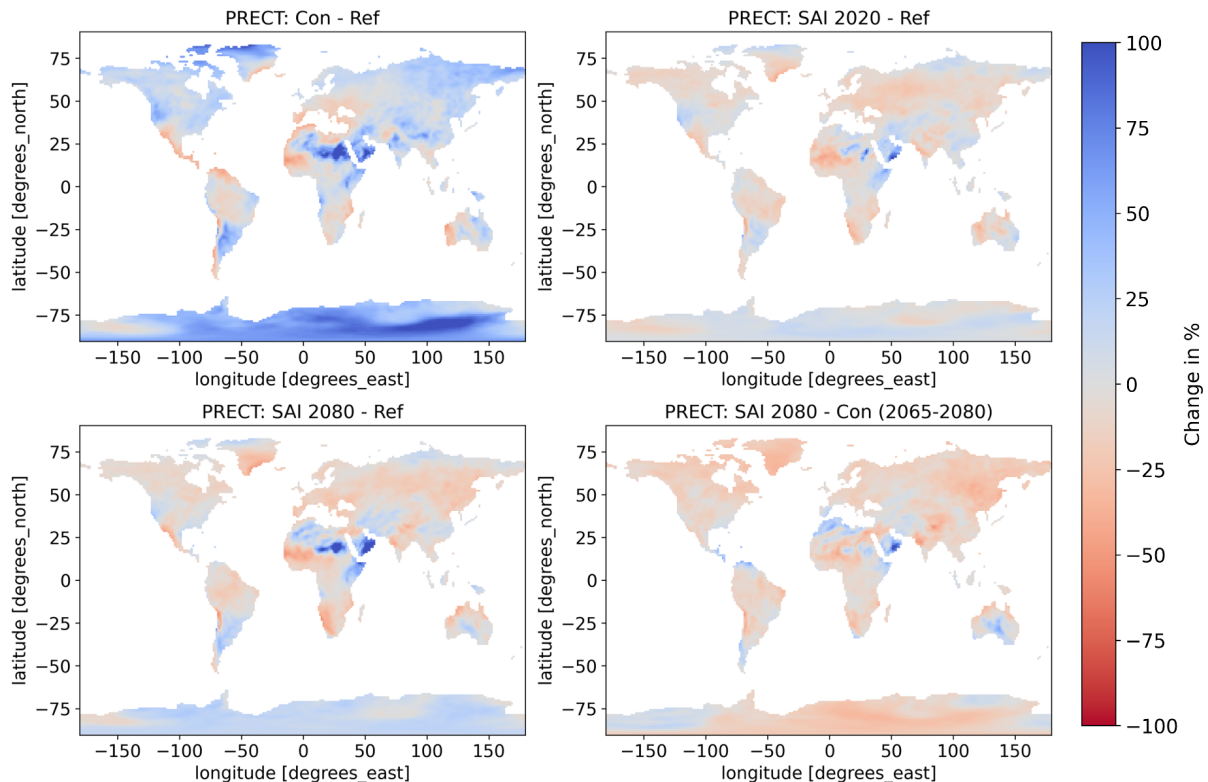 PRECT: Con - Ref
PRECT: SAI 2020 - Ref
75
50
25
0
−25
−50
−75
latitude [degrees_north]
−150 −100 −50 0 50 100 150
longitude [degrees_east]
75
50
25
0
−25
−50
−75
latitude [degrees_north]
−150 −100 −50 0 50 100 150
longitude [degrees_east]
PRECT: SAI 2080 - Ref
PRECT: SAI 2080 - Con (2065-2080)
75
50
25
0
−25
−50
−75
latitude [degrees_north]
−150 −100 −50 0 50 100 150
longitude [degrees_east]
75
50
25
0
−25
−50
−75
latitude [degrees_north]
−150 −100 −50 0 50 100 150
longitude [degrees_east]
100
75
50
25
0
−25
−50
−75
−100
Change in %